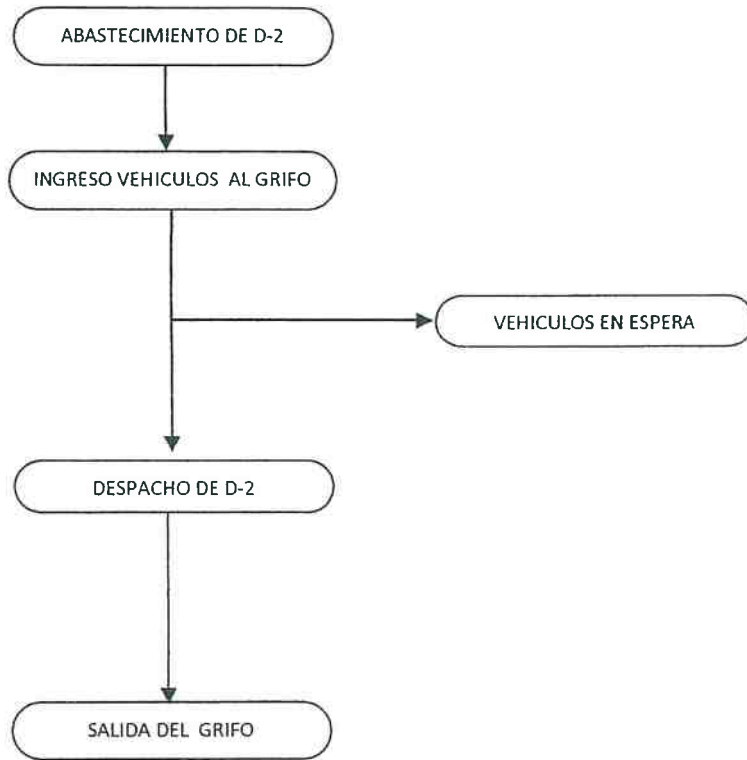 ABASTECIMIENTO DE D-2
INGRESO VEHICULOS AL GRIFO
VEHICULOS EN ESPERA
DESPACHO DE D-2
SALIDA DEL GRIFO